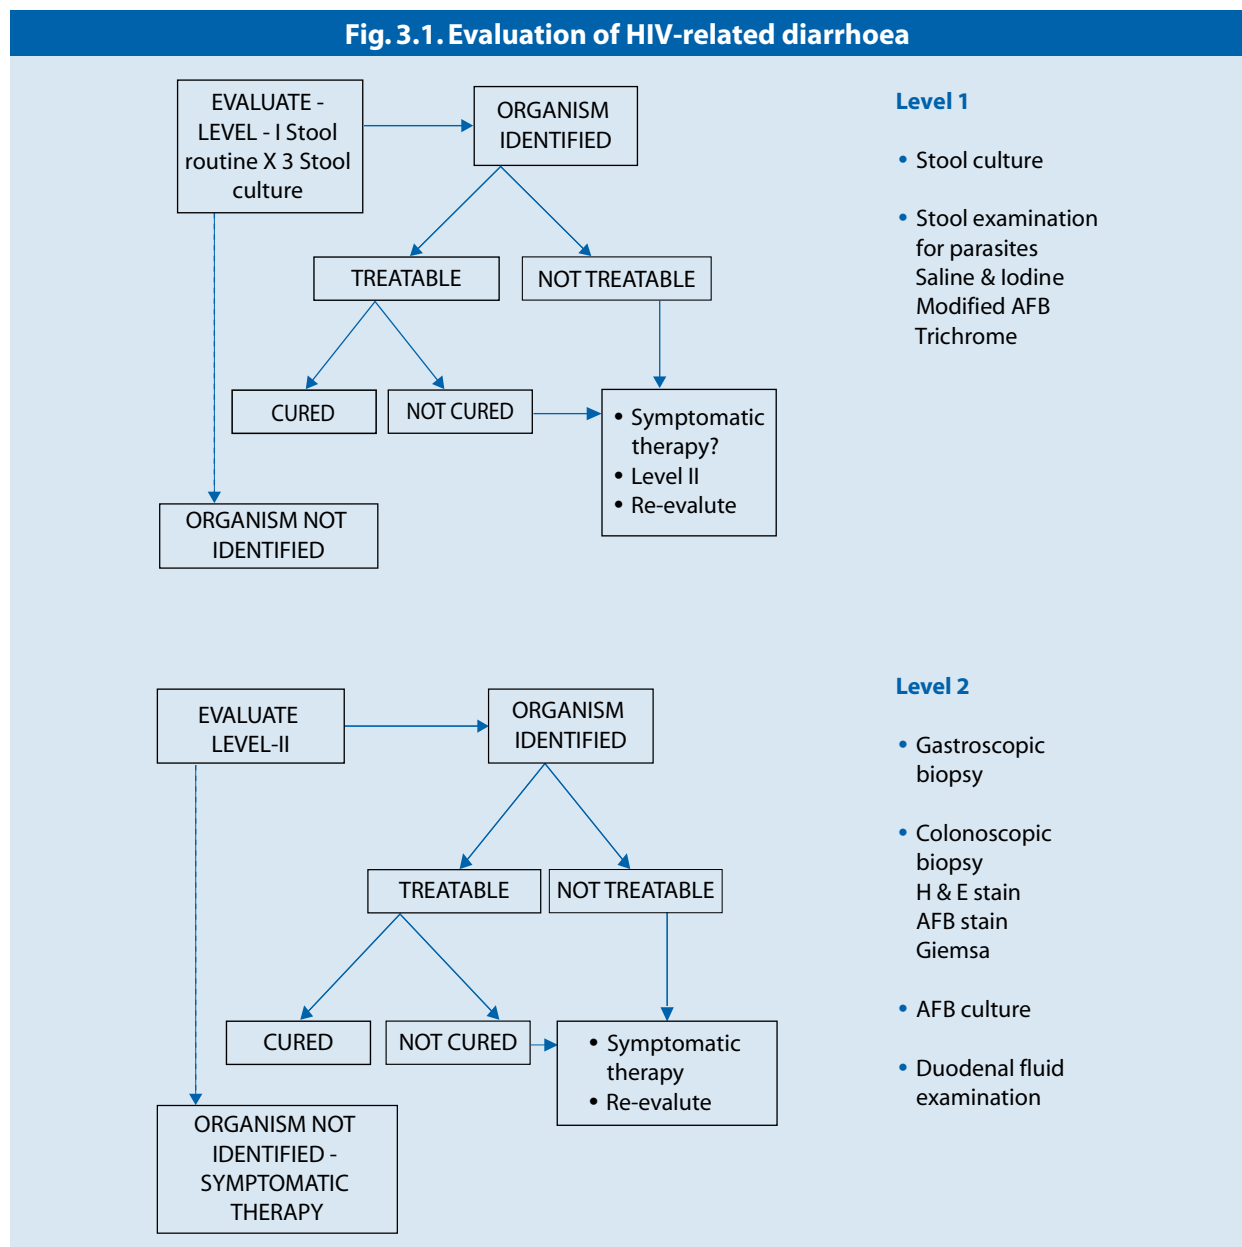 Fig. 3.1. Evaluation of HIV-related diarrhoea
EVALUATE -
LEVEL - I Stool
routine X 3 Stool
culture
ORGANISM
IDENTIFIED
TREATABLE
NOT TREATABLE
CURED
NOT CURED
• Symptomatic
therapy?
• Level II
• Re-evalute
ORGANISM NOT
IDENTIFIED
Level 1
• Stool culture
• Stool examination
for parasites
Saline & Iodine
Modified AFB
Trichrome
EVALUATE
LEVEL-II
ORGANISM
IDENTIFIED
TREATABLE
NOT TREATABLE
CURED
NOT CURED
• Symptomatic
therapy
• Re-evalute
ORGANISM NOT
IDENTIFIED -
SYMPTOMATIC
THERAPY
Level 2
• Gastroscopic
biopsy
• Colonoscopic
biopsy
H & E stain
AFB stain
Giemsa
• AFB culture
• Duodenal fluid
examination